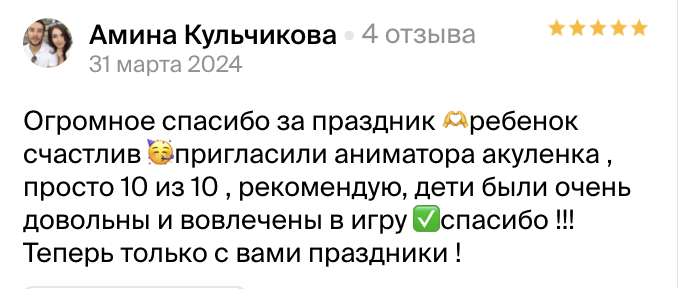 Амина Кульчикова • 4 отзыва
31 марта 2024
Огромное спасибо за праздник 🫶ребенок
счастлив 🥳пригласили аниматора акуленка ,
просто 10 из 10 , рекомендую, дети были очень
довольны и вовлечены в игру ✅спасибо !!!
Теперь только с вами праздники !